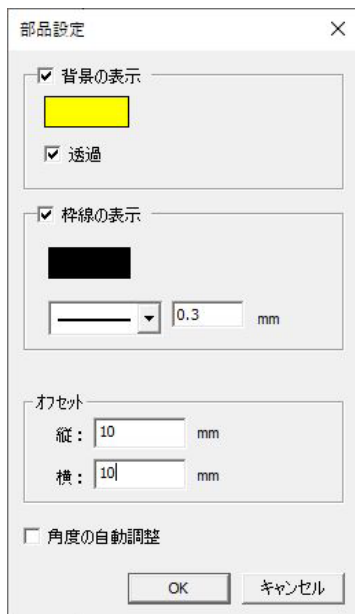 部品設定
背景の表示
透過
枠線の表示
0.3 mm
オフセット
縦： 10 mm
横： 10 mm
角度の自動調整
OK キャンセル